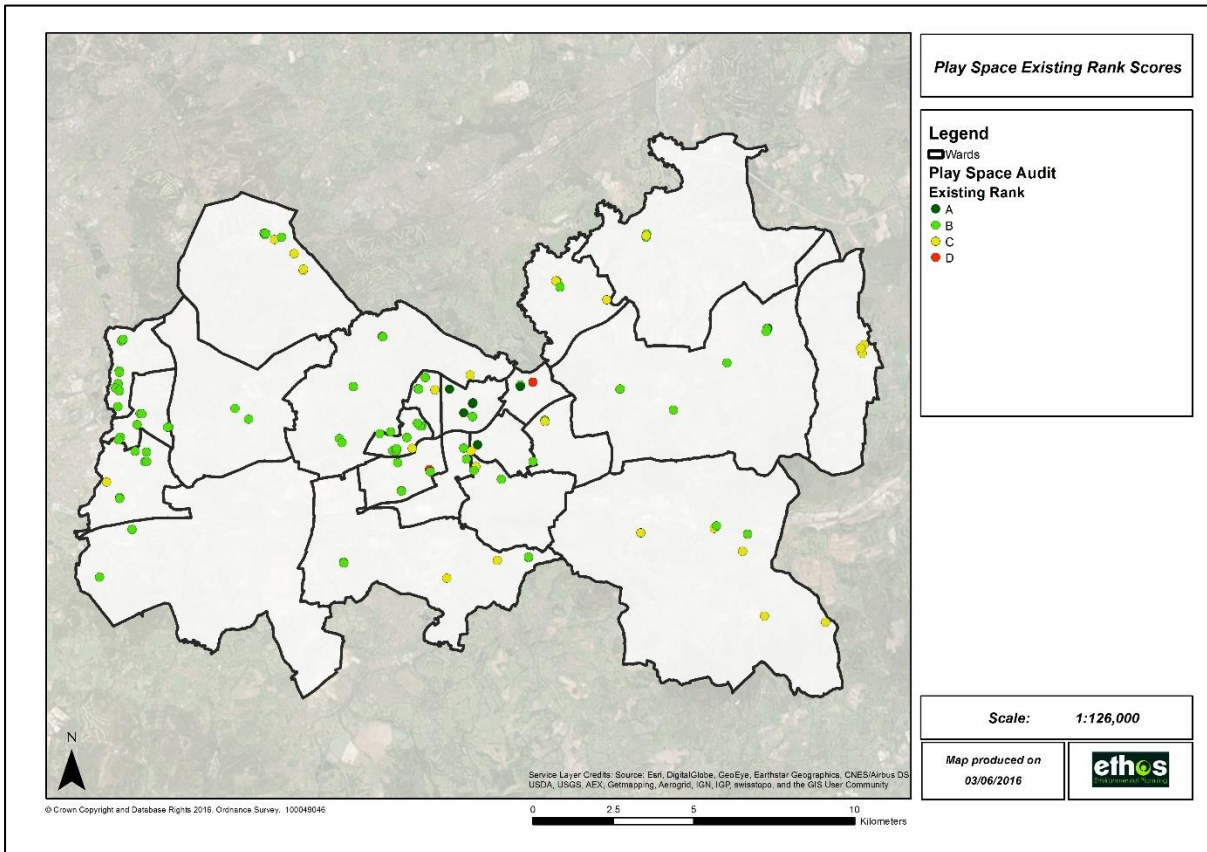 Play Space Existing Rank Scores
Legend
Wards
Play Space Audit
Existing Rank
A
B
C
D
N
Service Layer Credits: Source: Esri, DigitalGlobe, GeoEye, Earthstar Geographics, CNES/Airbus DS
USDA, USGS, AEX, Getmapping, Aerogrid, IGN, IGP, swisstopo, and the GIS User Community
Scale: 1:126,000
Map produced on
03/06/2016
ethos
Environmental Planning
© Crown Copyright and Database Rights 2016. Ordnance Survey. 100049046
0 2.5 5 10
Kilometers